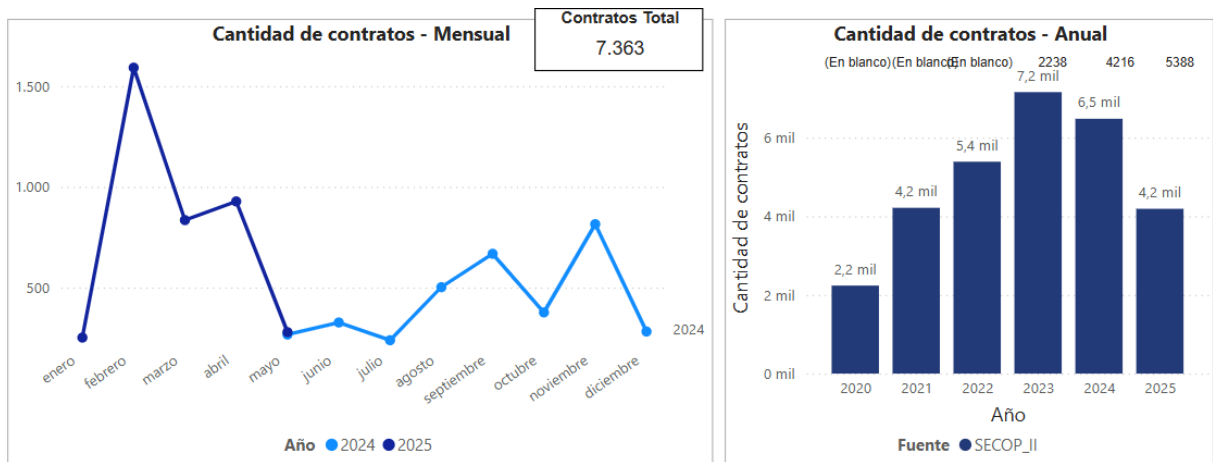 Cantidad de contratos - Mensual
Contratos Total
7.363
1.500
1.000
500
2024
enero
febrero
marzo
abril
mayo
junio
julio
agosto
septiembre
octubre
noviembre
diciembre
Año 2024 2025
Cantidad de contratos - Anual
(En blanco) (En blanco) (En blanco) 2238 4216 5388
Cantidad de contratos
6 mil
4 mil
2 mil
0 mil
2,2 mil
4,2 mil
5,4 mil
7,2 mil
6,5 mil
4,2 mil
2020 2021 2022 2023 2024 2025
Año
Fuente SECOP_II